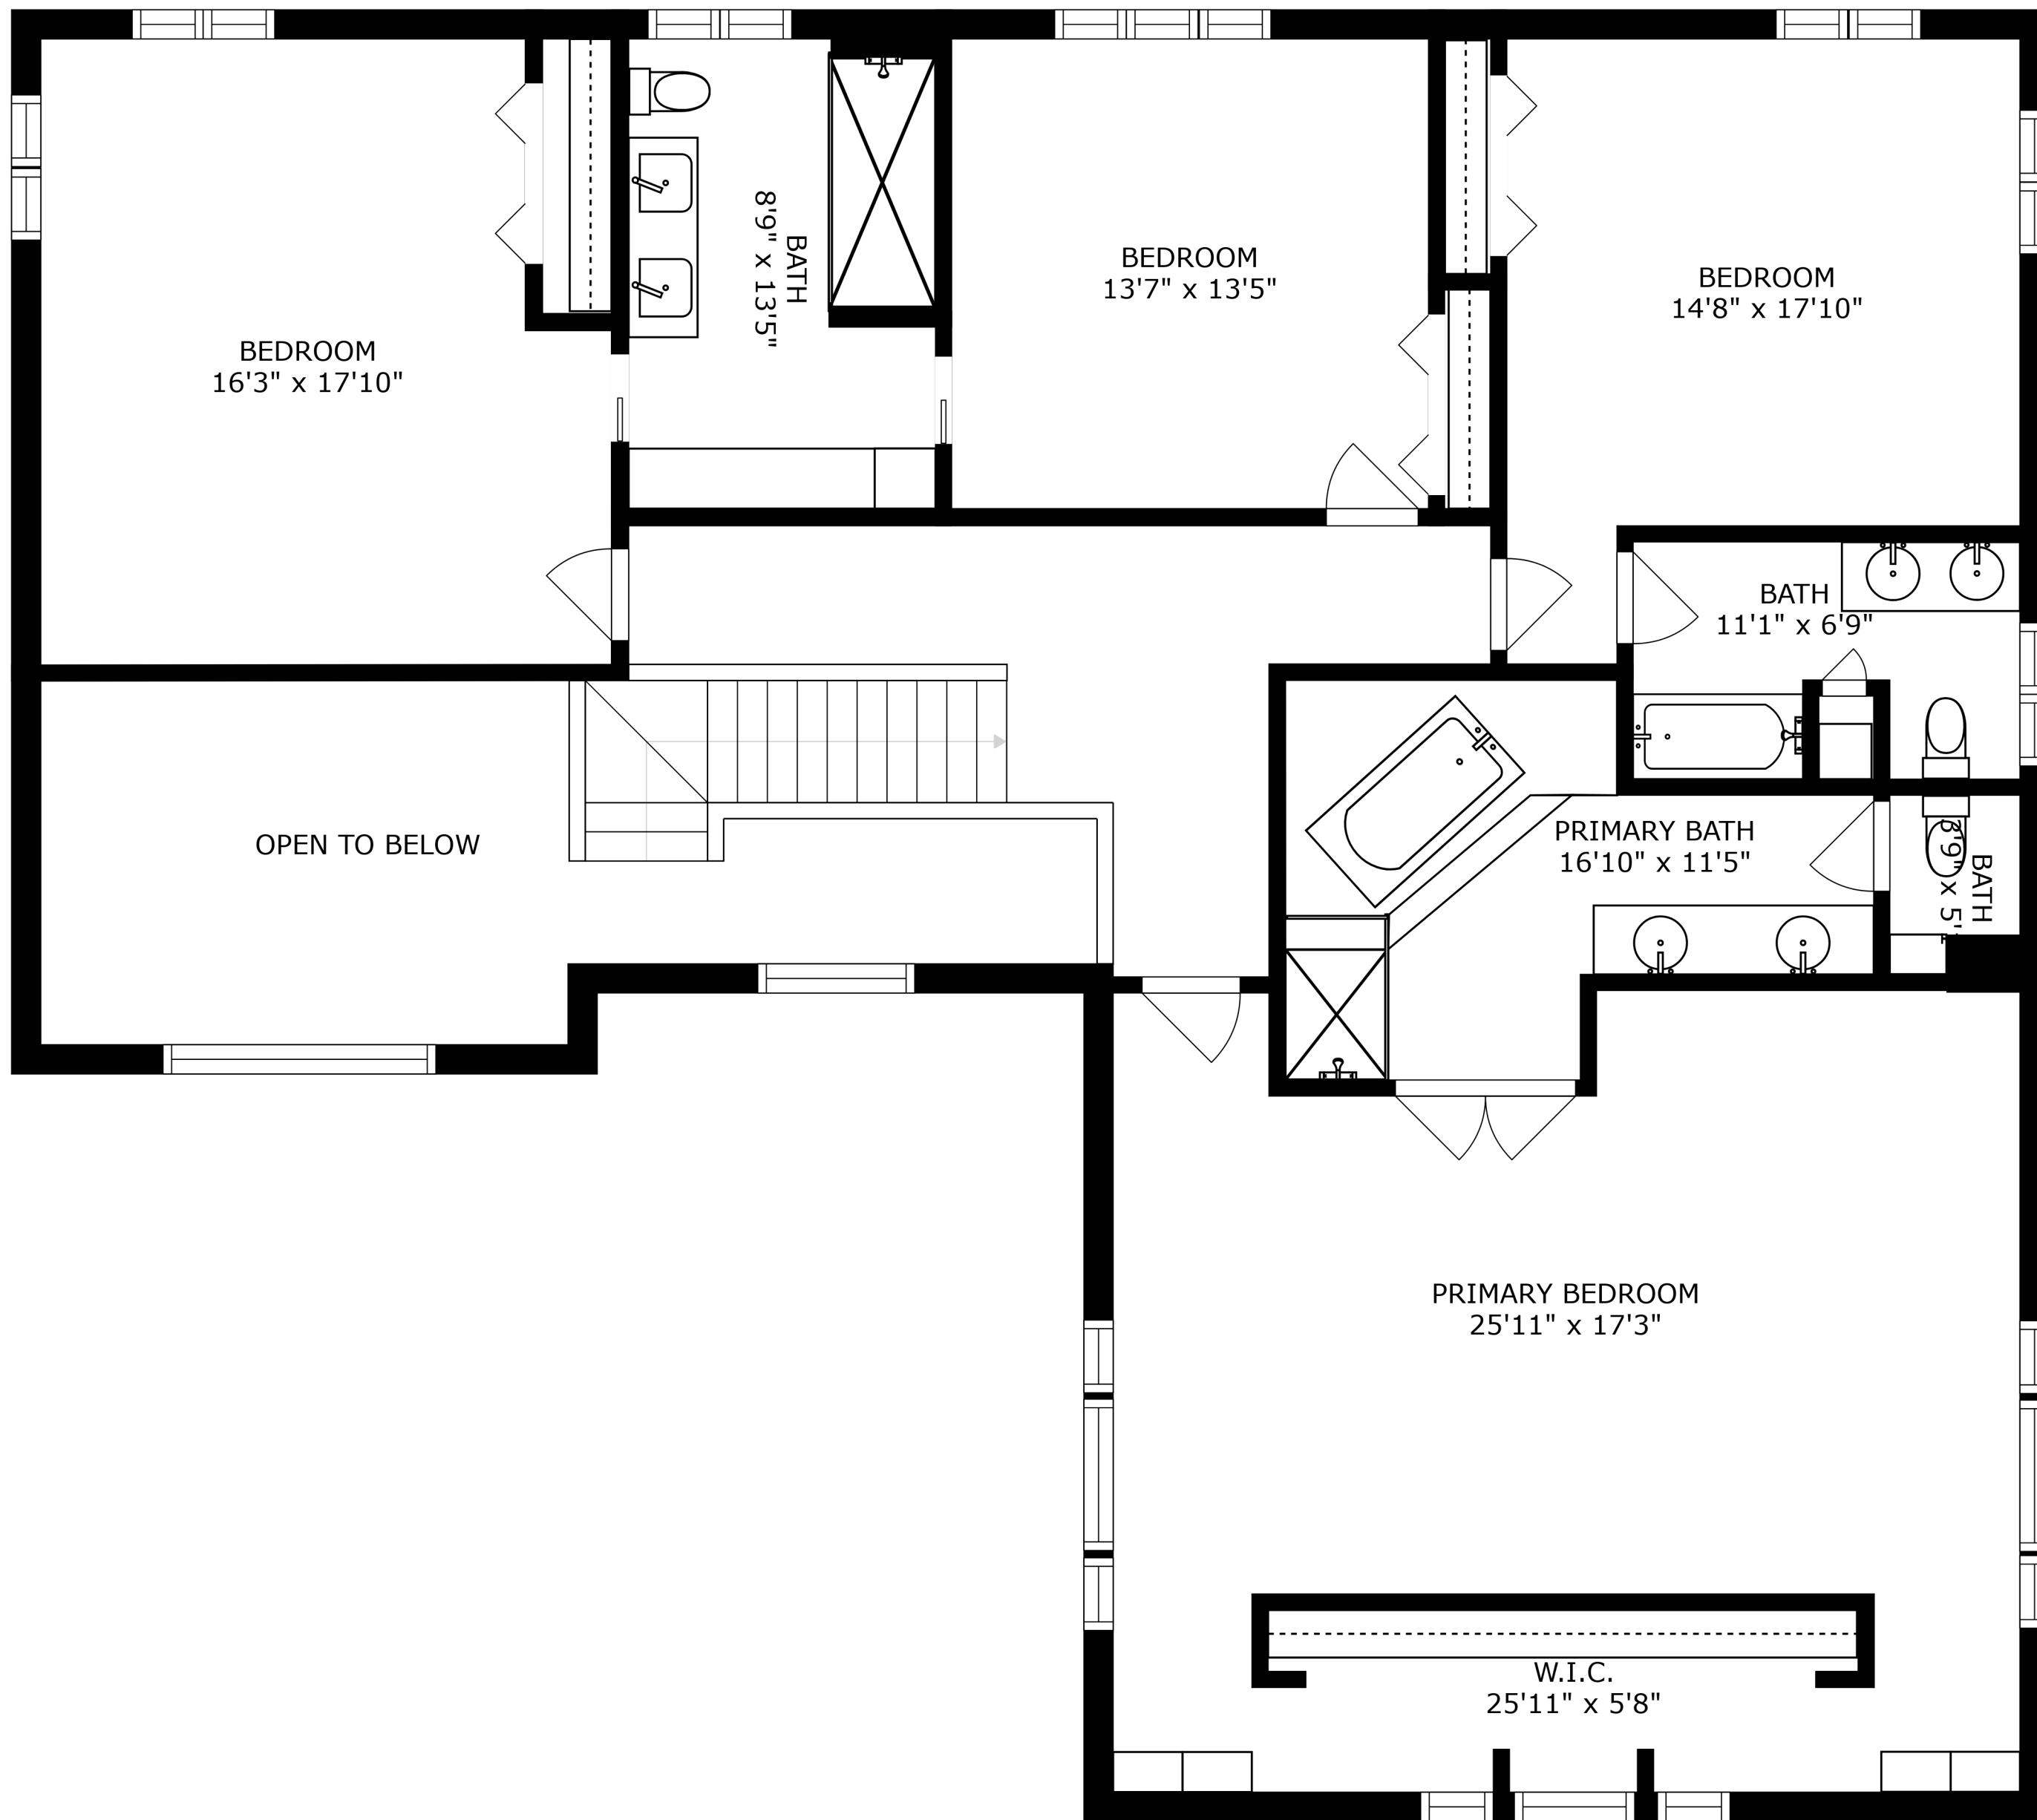 BEDROOM
16'3" x 17'10"
BATH
8'9" x 13'5"
BEDROOM
13'7" x 13'5"
BEDROOM
14'8" x 17'10"
BATH
11'1" x 6'9"
OPEN TO BELOW
PRIMARY BATH
16'10" x 11'5"
BATH
PRIMARY BEDROOM
25'11" x 17'3"
W.I.C.
25'11" x 5'8"